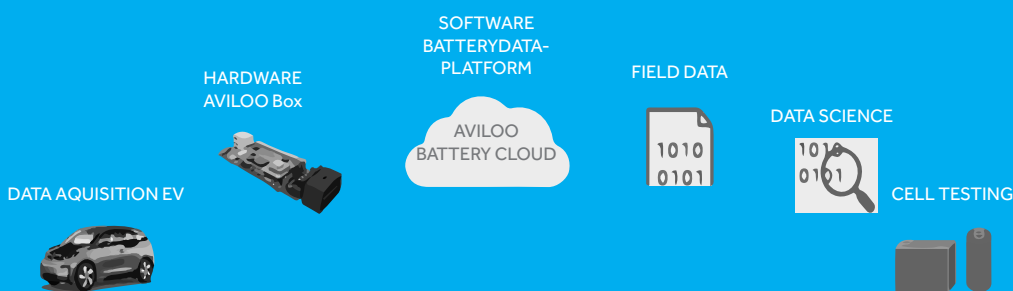 SOFTWARE
BATTERYDATA-
PLATFORM
HARDWARE
AVILOO Box
FIELD DATA
DATA SCIENCE
AVILOO
BATTERY CLOUD
1010
0101
1010
0101
DATA AQUISITION EV
CELL TESTING